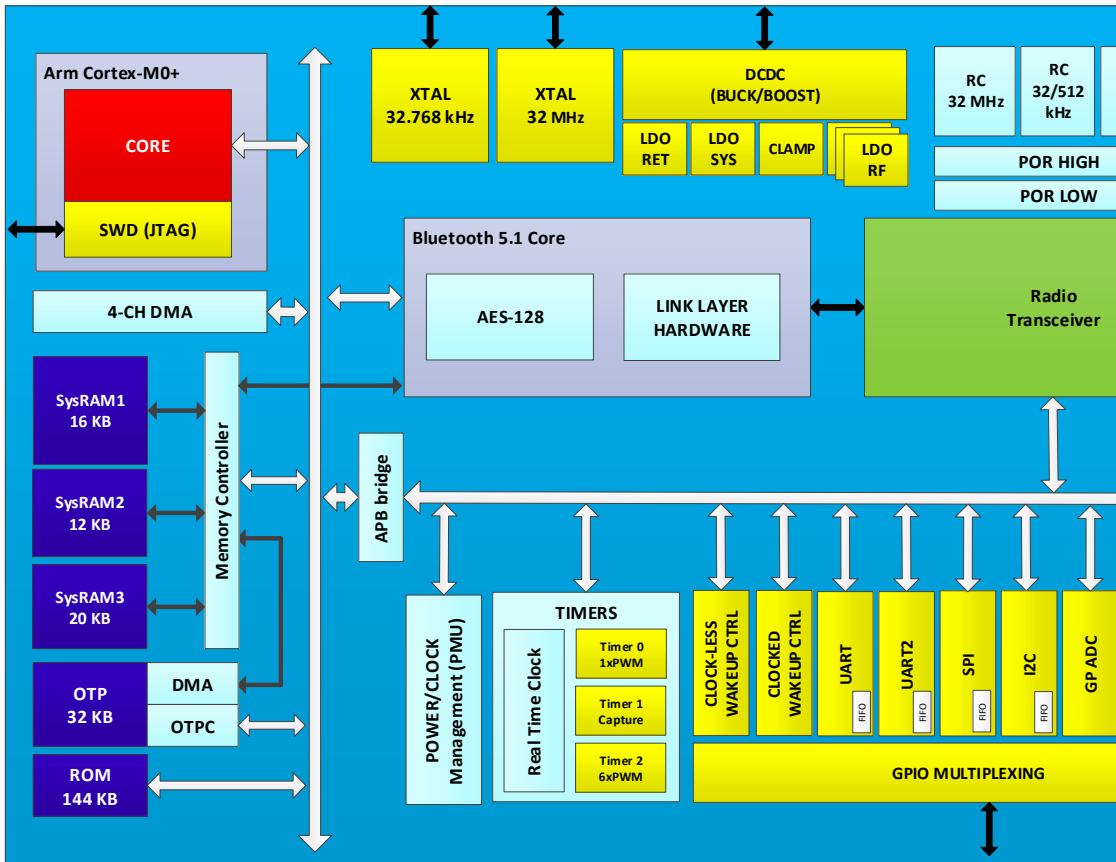 Arm Cortex-M0+
CORE
SWD (JTAG)
XTAL
32.768 kHz
XTAL
32 MHz
DCDC
(BUCK/BOOST)
LDO
RET
LDO
SYS
CLAMP
LDO
RF
RC
32 MHz
RC
32/512
kHz
POR HIGH
POR LOW
4-CH DMA
Bluetooth 5.1 Core
AES-128
LINK LAYER
HARDWARE
Radio
Transceiver
SysRAM1
16 KB
SysRAM2
12 KB
SysRAM3
20 KB
Memory Controller
OTP
32 KB
DMA
OTPC
ROM
144 KB
APB bridge
POWER/CLOCK
Management (PMU)
TIMERS
Real Time Clock
Timer 0
1xPWM
Timer 1
Capture
Timer 2
6xPWM
CLOCK-LESS
WAKEUP CTRL
CLOCKED
WAKEUP CTRL
UART
FIFO
UART2
FIFO
SPI
FIFO
I2C
FIFO
GP ADC
GPIO MULTIPLEXING